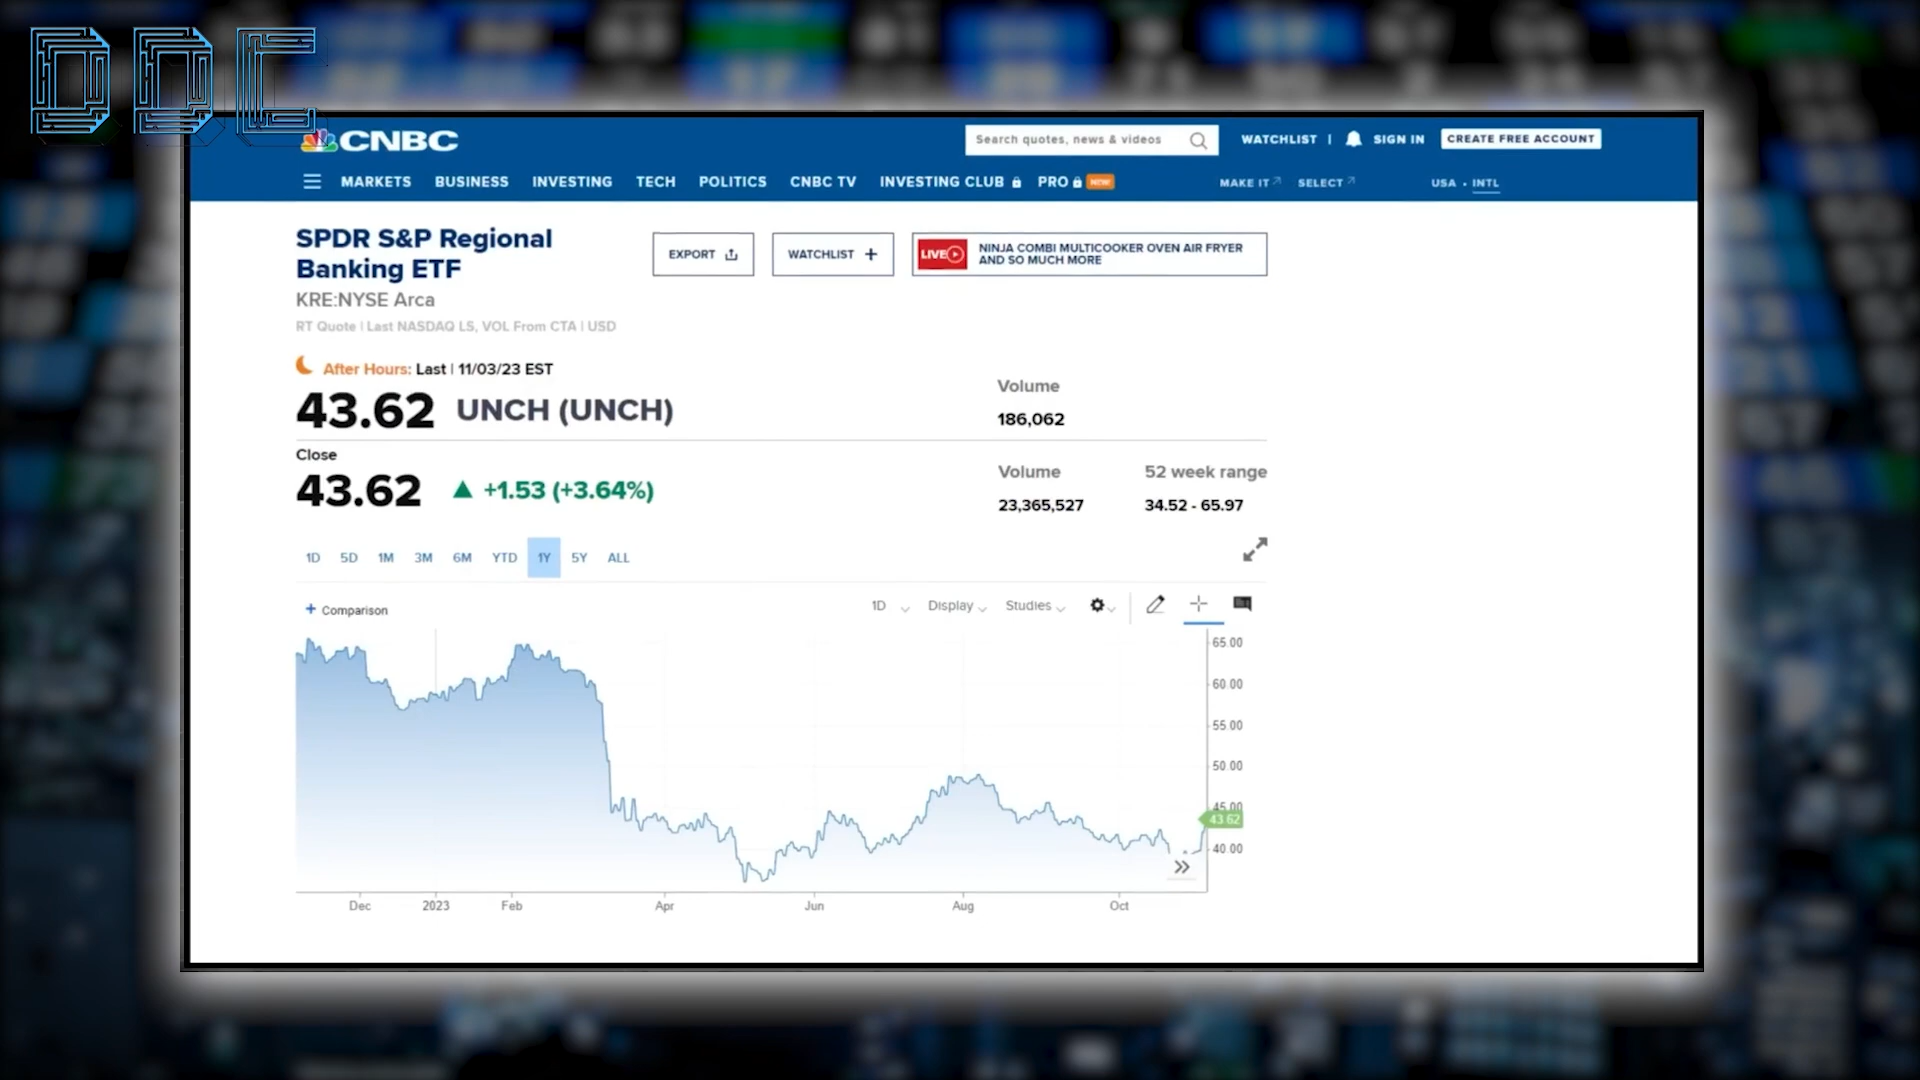 DDC
CNBC
Search quotes, news & videos
WATCHLIST |
SIGN IN
CREATE FREE ACCOUNT
MARKETS BUSINESS INVESTING TECH POLITICS CNBC TV INVESTING CLUB PRO NEW
MAKE IT SELECT
USA • INTL
SPDR S&P Regional
Banking ETF
EXPORT
WATCHLIST +
LIVE
NINJA COMBI MULTICOOKER OVEN AIR FRYER
AND SO MUCH MORE
KRE:NYSE Arca
RT Quote | Last NASDAQ LS, VOL From CTA | USD
After Hours: Last | 11/03/23 EST
43.62 UNCH (UNCH)
Volume
186,062
Close
43.62 +1.53 (+3.64%)
Volume
23,365,527
52 week range
34.52 - 65.97
1D 5D 1M 3M 6M YTD 1Y 5Y ALL
+ Comparison
1D Display Studies
65.00
60.00
55.00
50.00
45.00
43.62
40.00
Dec 2023 Feb Apr Jun Aug Oct